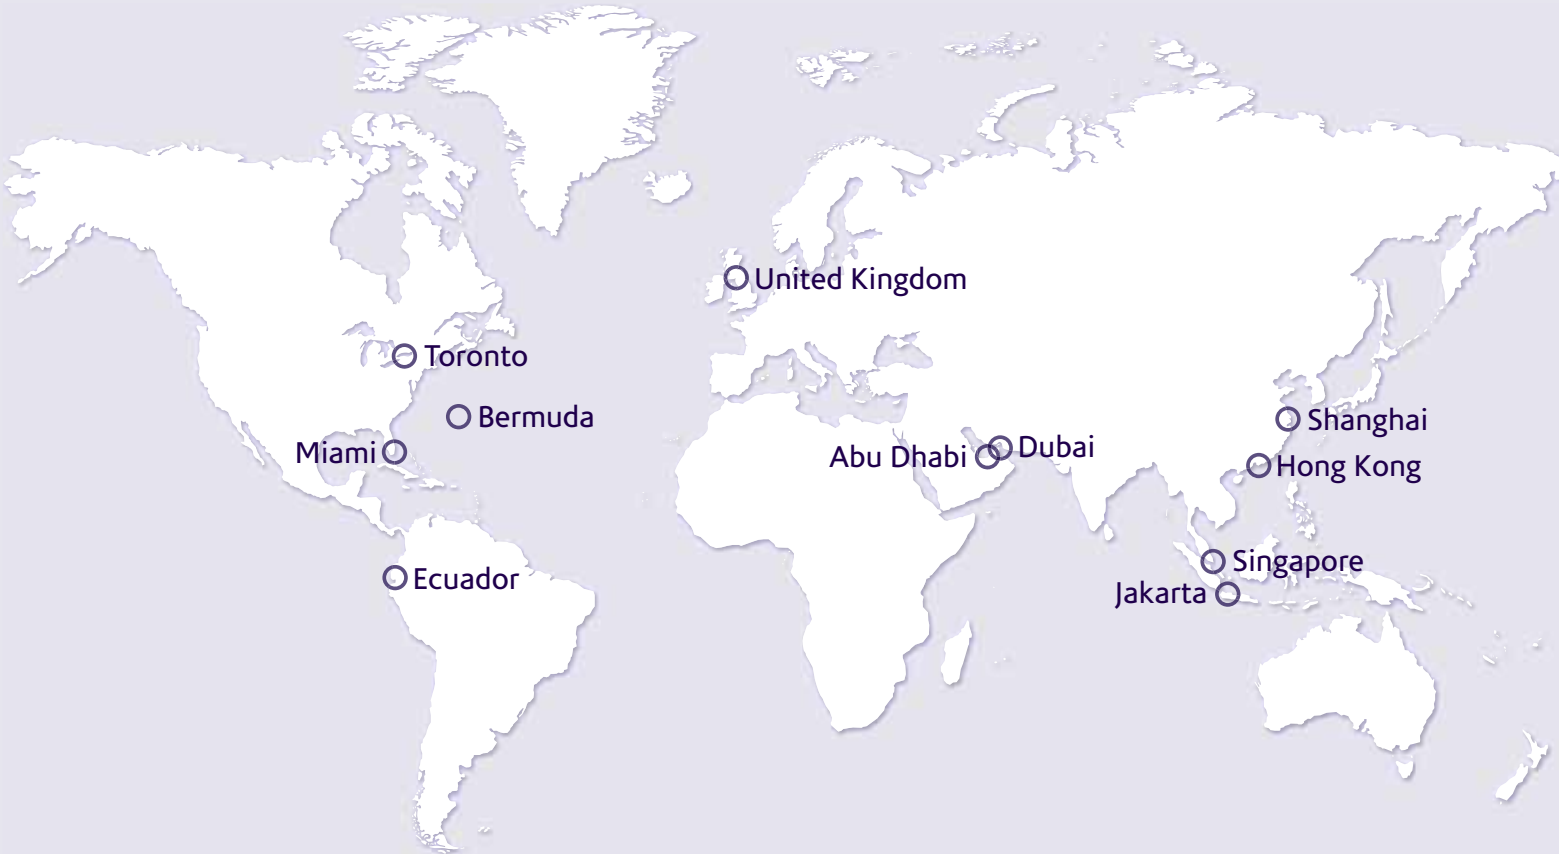 United Kingdom
Toronto
Bermuda
Shanghai
Miami
Abu Dhabi
Dubai
Hong Kong
Singapore
Ecuador
Jakarta